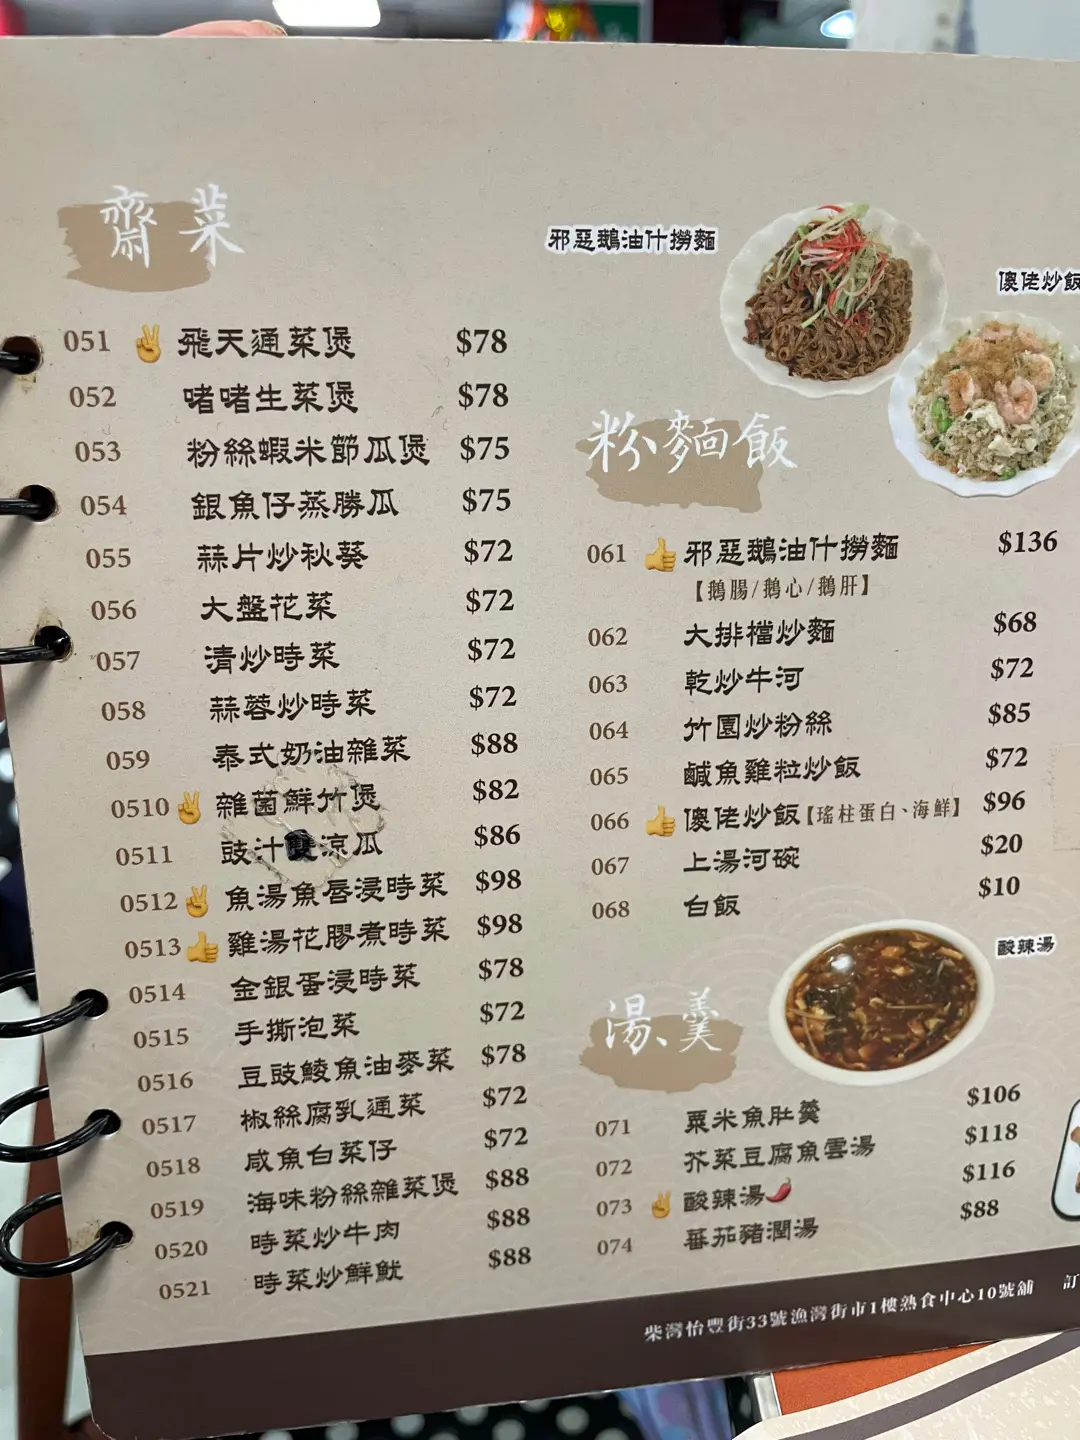 齋菜
051 飛天通菜煲 $78
052 啫啫生菜煲 $78
053 粉絲蝦米節瓜煲 $75
054 銀魚仔蒸勝瓜 $75
055 蒜片炒秋葵 $72
056 大盤花菜 $72
057 清炒時菜 $72
058 蒜蓉炒時菜 $72
059 泰式奶油雜菜 $88
0510 雜菌鮮竹煲 $82
0511 豉汁雙涼瓜 $86
0512 魚湯魚唇浸時菜 $98
0513 雞湯花膠煮時菜 $98
0514 金銀蛋浸時菜 $78
0515 手撕泡菜 $72
0516 豆豉鯪魚油麥菜 $78
0517 椒絲腐乳通菜 $72
0518 咸魚白菜仔 $72
0519 海味粉絲雜菜煲 $88
0520 時菜炒牛肉 $88
0521 時菜炒鮮魷 $88
邪惡鵝油什撈麵
傻佬炒飯
粉麵飯
061 邪惡鵝油什撈麵 $136
【鵝腸/鵝心/鵝肝】
062 大排檔炒麵 $68
063 乾炒牛河 $72
064 竹園炒粉絲 $85
065 鹹魚雞粒炒飯 $72
066 傻佬炒飯【瑤柱蛋白、海鮮】 $96
067 上湯河碗 $20
068 白飯 $10
酸辣湯
湯、羹
071 粟米魚肚羹 $106
072 芥菜豆腐魚雲湯 $118
073 酸辣湯 $116
074 蕃茄豬潤湯 $88
柴灣怡豐街33號漁灣街市1樓熟食中心10號舖 訂